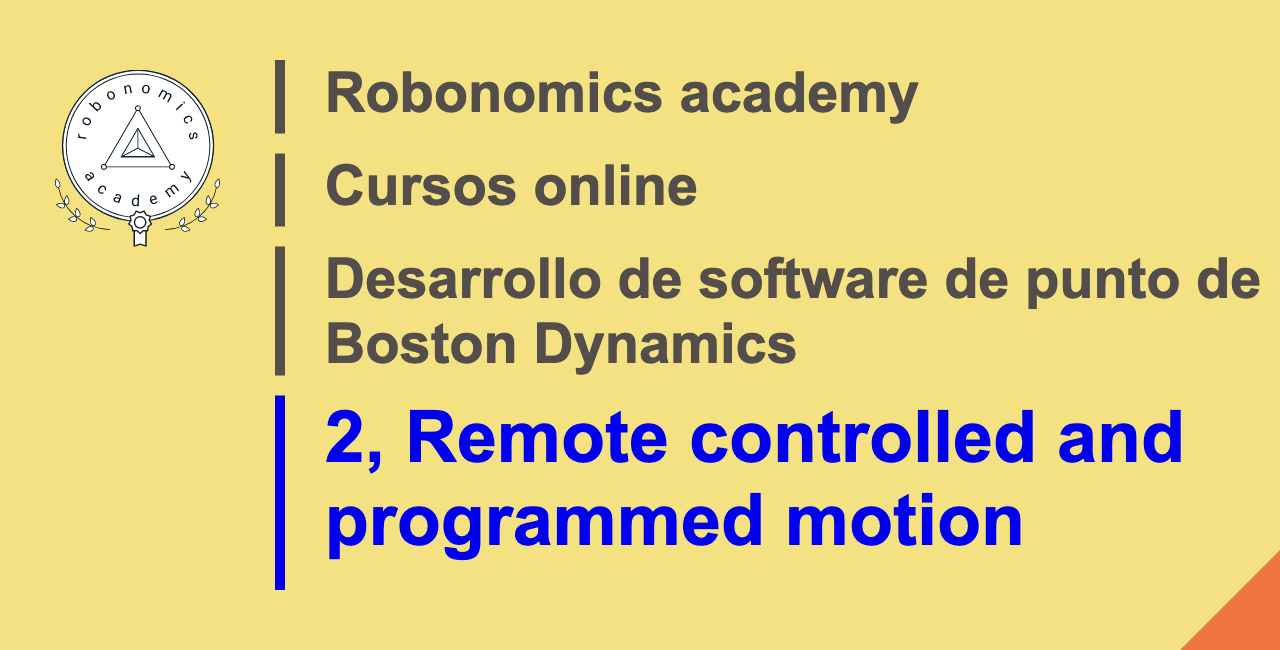 robonomics
academy
Robonomics academy
Cursos online
Desarrollo de software de punto de
Boston Dynamics
2, Remote controlled and
programmed motion